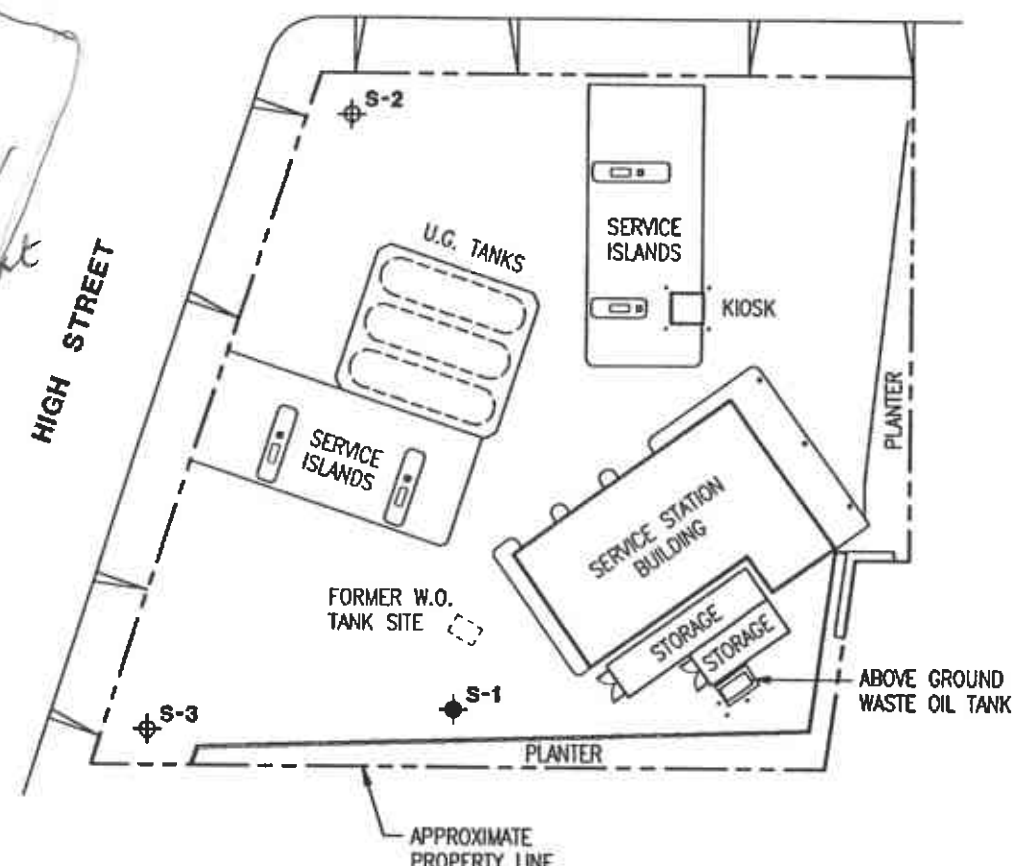 S-2
U.G. TANKS
SERVICE
ISLANDS
KIOSK
HIGH STREET
PLANTER
SERVICE
ISLANDS
SERVICE STATION
BUILDING
FORMER W.O.
TANK SITE
STORAGE
STORAGE
ABOVE GROUND
WASTE OIL TANK
S-1
S-3
PLANTER
APPROXIMATE
PROPERTY LINE